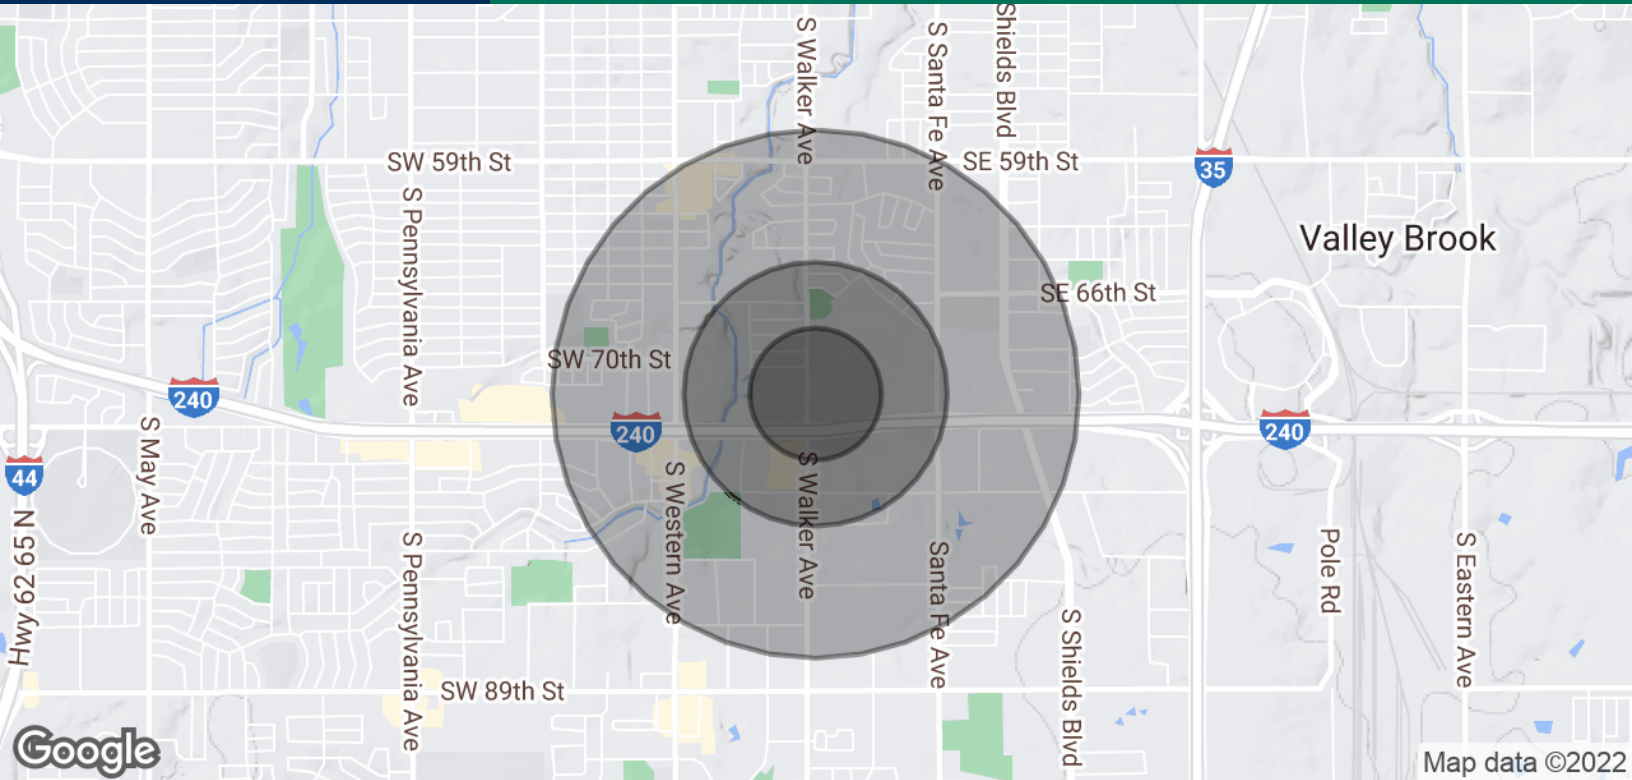 S Walker Ave
S Santa Fe Ave
Shields Blvd
SW 59th St
SE 59th St
35
S Pennsylvania Ave
Valley Brook
SE 66th St
SW 70th St
240
240
240
S May Ave
44
S Western Ave
S Walker Ave
Hwy 62 65 N
S Pennsylvania Ave
Santa Fe Ave
Pole Rd
S Eastern Ave
S Shields Blvd
SW 89th St
Google
Map data ©2022